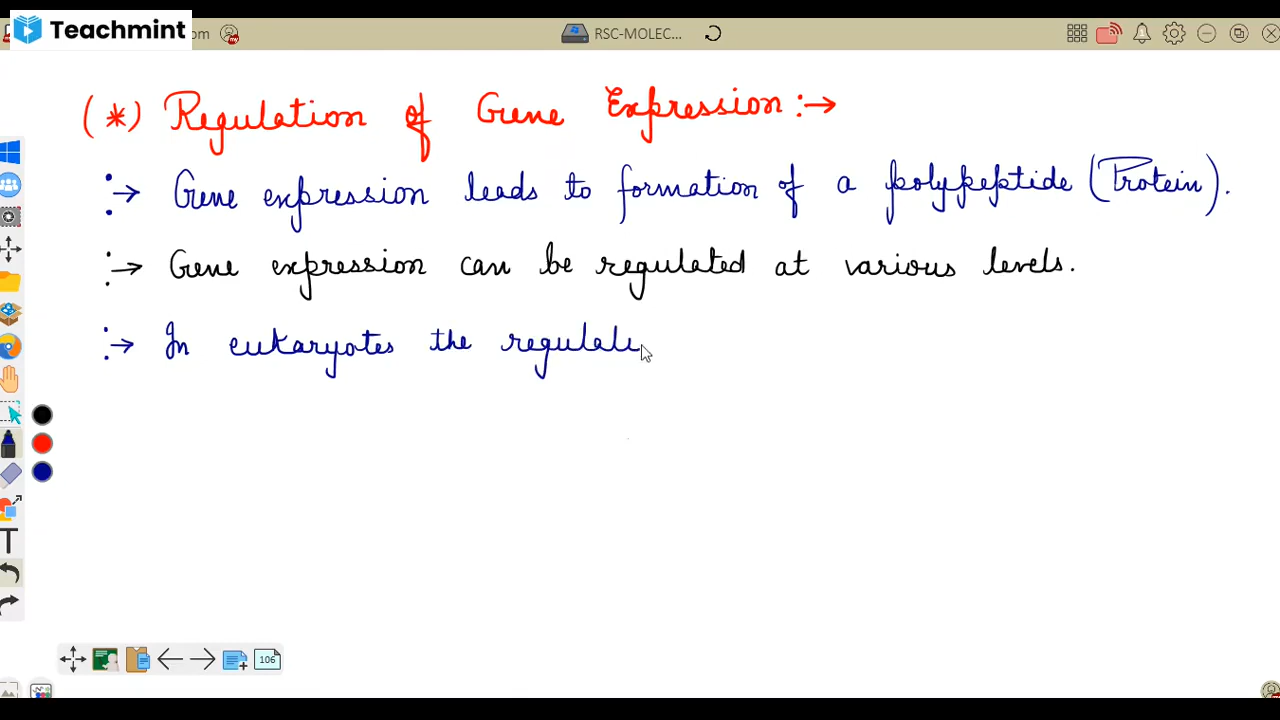 Teachmint
om
RSC-MOLEC...
(*) Regulation of Gene Expression :→
:→ Gene expression leads to formation of a polypeptide (Protein).
:→ Gene expression can be regulated at various levels.
:→ In eukaryotes the regulati
T
106